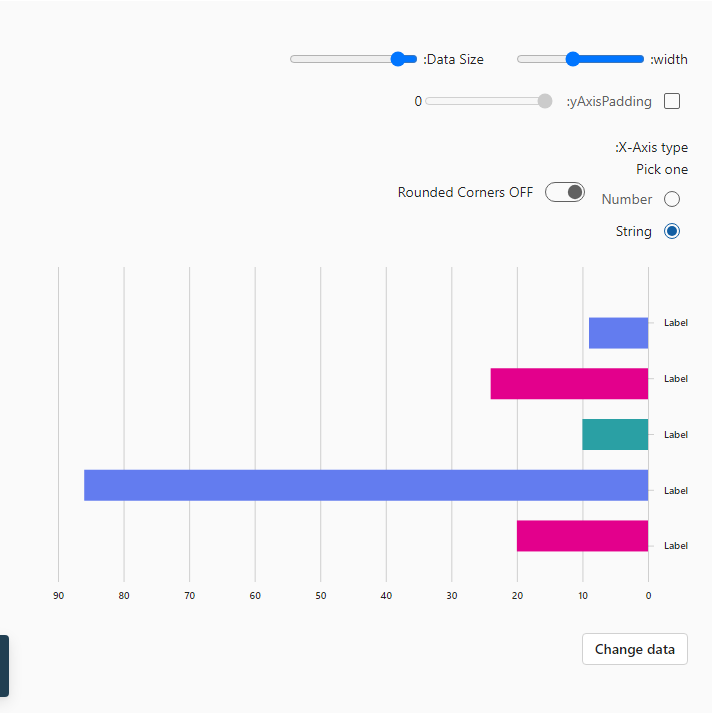 width:
Data Size:
yAxisPadding:
0
X-Axis type:
Pick one
Number
Rounded Corners OFF
String
Label
Label
Label
Label
Label
90 80 70 60 50 40 30 20 10 0
Change data